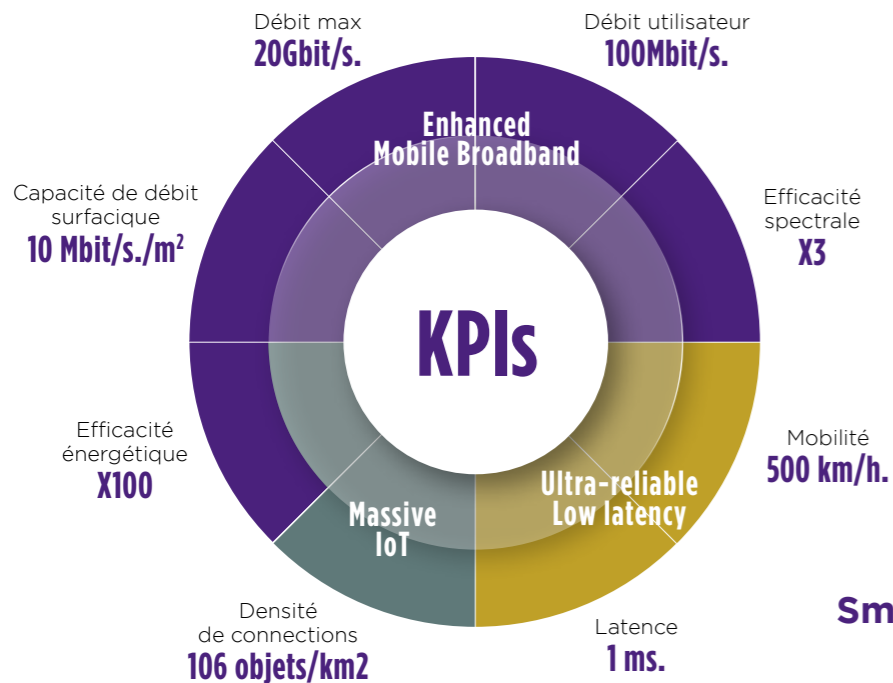 Débit max
20Gbit/s.
Débit utilisateur
100Mbit/s.
Enhanced
Mobile Broadband
Capacité de débit
surfacique
10 Mbit/s./m²
Efficacité
spectrale
X3
KPIs
Efficacité
énergétique
X100
Mobilité
500 km/h.
Massive
IoT
Ultra-reliable
Low latency
Densité
de connections
106 objets/km2
Latence
1 ms.
Sm